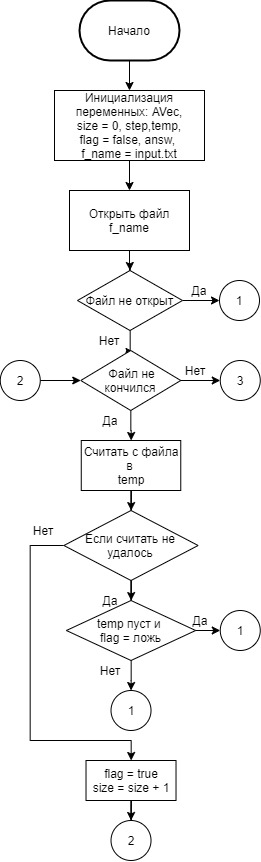 Начало
Инициализация
переменных: AVec,
size = 0, step,temp,
flag = false, answ,
f_name = input.txt
Открыть файл
f_name
Файл не открыт
Да
1
Нет
2
Файл не
кончился
Нет
3
Да
Считать с файла
в
temp
Нет
Если считать не
удалось
Да
temp пуст и
flag = ложь
Да
1
Нет
1
flag = true
size = size + 1
2